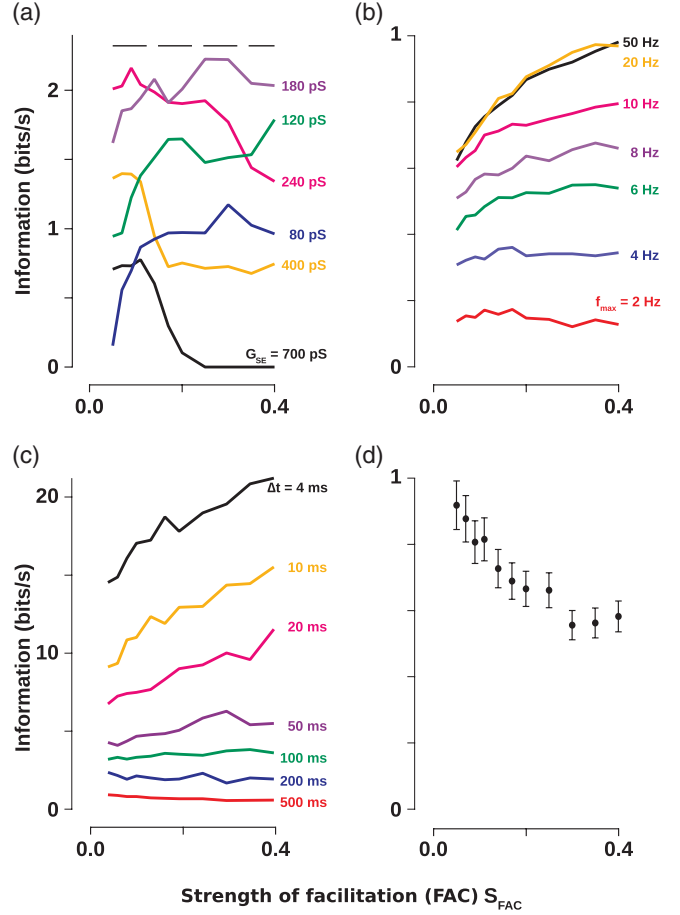 (a)
Information (bits/s)
2
1
0
180 pS
120 pS
240 pS
80 pS
400 pS
G_SE = 700 pS
0.0
0.4
(b)
1
0
50 Hz
20 Hz
10 Hz
8 Hz
6 Hz
4 Hz
f_max = 2 Hz
0.0
0.4
(c)
Information (bits/s)
20
10
0
Δt = 4 ms
10 ms
20 ms
50 ms
100 ms
200 ms
500 ms
0.0
0.4
(d)
1
0
0.0
0.4
Strength of facilitation (FAC) S_FAC